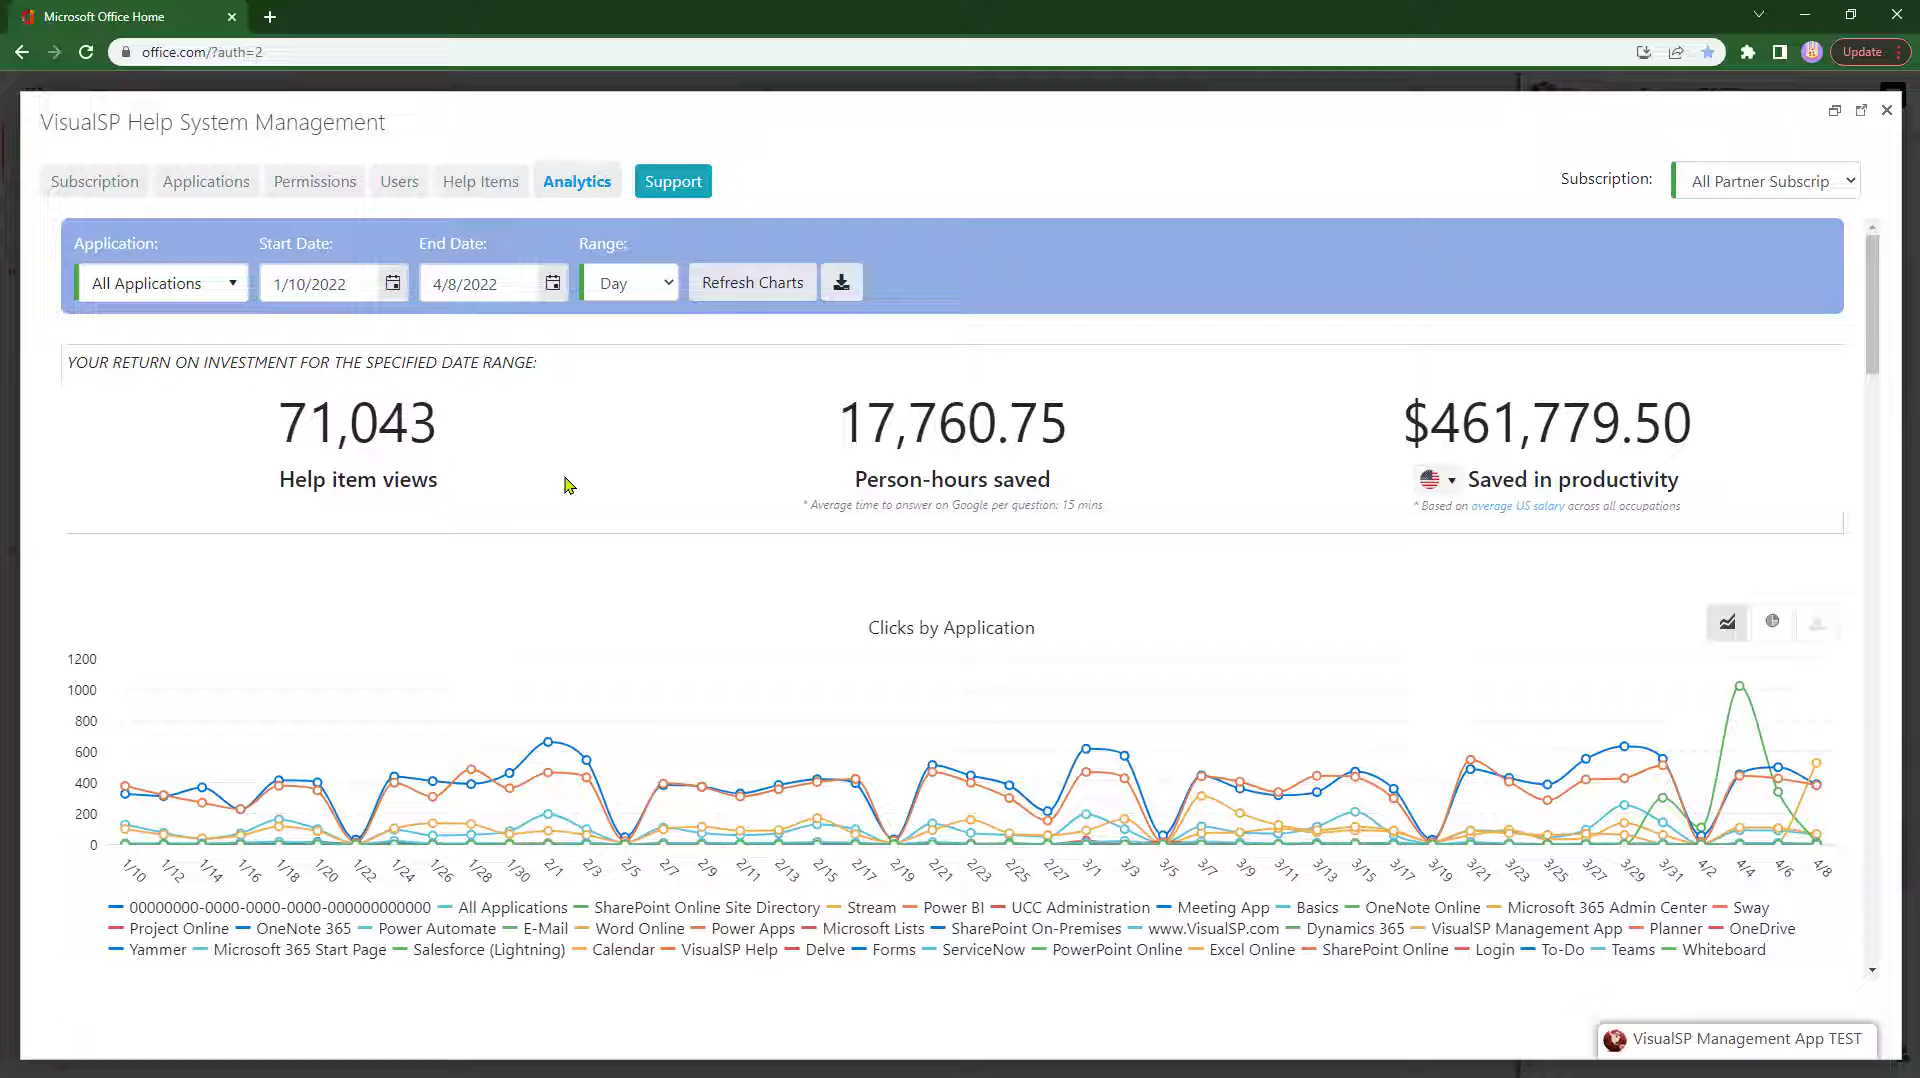 Microsoft Office Home
office.com/?auth=2
Update
VisualSP Help System Management
Subscription Applications Permissions Users Help Items Analytics Support
Subscription: All Partner Subscrip
Application: Start Date: End Date: Range:
All Applications 1/10/2022 4/8/2022 Day Refresh Charts
YOUR RETURN ON INVESTMENT FOR THE SPECIFIED DATE RANGE:
71,043 17,760.75 $461,779.50
Help item views Person-hours saved Saved in productivity
* Average time to answer on Google per question: 15 mins * Based on average US salary across all occupations
Clicks by Application
1200
1000
800
600
400
200
0
1/10 1/12 1/14 1/16 1/18 1/20 1/22 1/24 1/26 1/28 1/30 2/1 2/3 2/5 2/7 2/9 2/11 2/13 2/15 2/17 2/19 2/21 2/23 2/25 2/27 3/1 3/3 3/5 3/7 3/9 3/11 3/13 3/15 3/17 3/19 3/21 3/23 3/25 3/27 3/29 3/31 4/2 4/4 4/6 4/8
00000000-0000-0000-0000-000000000000 All Applications SharePoint Online Site Directory Stream Power BI UCC Administration Meeting App Basics OneNote Online Microsoft 365 Admin Center Sway
Project Online OneNote 365 Power Automate E-Mail Word Online Power Apps Microsoft Lists SharePoint On-Premises www.VisualSP.com Dynamics 365 VisualSP Management App Planner OneDrive
Yammer Microsoft 365 Start Page Salesforce (Lightning) Calendar VisualSP Help Delve Forms ServiceNow PowerPoint Online Excel Online SharePoint Online Login To-Do Teams Whiteboard
VisualSP Management App TEST